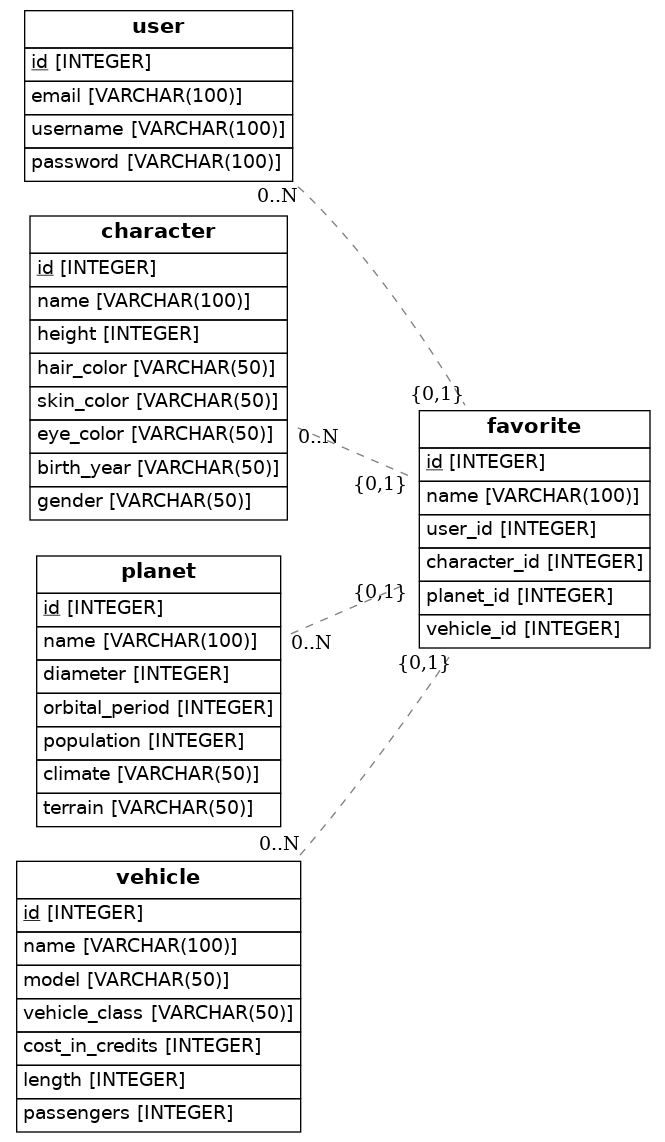 user
id [INTEGER]
email [VARCHAR(100)]
username [VARCHAR(100)]
password [VARCHAR(100)]
0..N
character
id [INTEGER]
name [VARCHAR(100)]
height [INTEGER]
hair_color [VARCHAR(50)]
skin_color [VARCHAR(50)]
eye_color [VARCHAR(50)]
birth_year [VARCHAR(50)]
gender [VARCHAR(50)]
0..N
{0,1}
{0,1}
favorite
id [INTEGER]
name [VARCHAR(100)]
user_id [INTEGER]
character_id [INTEGER]
planet_id [INTEGER]
vehicle_id [INTEGER]
{0,1}
{0,1}
planet
id [INTEGER]
name [VARCHAR(100)]
diameter [INTEGER]
orbital_period [INTEGER]
population [INTEGER]
climate [VARCHAR(50)]
terrain [VARCHAR(50)]
0..N
0..N
vehicle
id [INTEGER]
name [VARCHAR(100)]
model [VARCHAR(50)]
vehicle_class [VARCHAR(50)]
cost_in_credits [INTEGER]
length [INTEGER]
passengers [INTEGER]